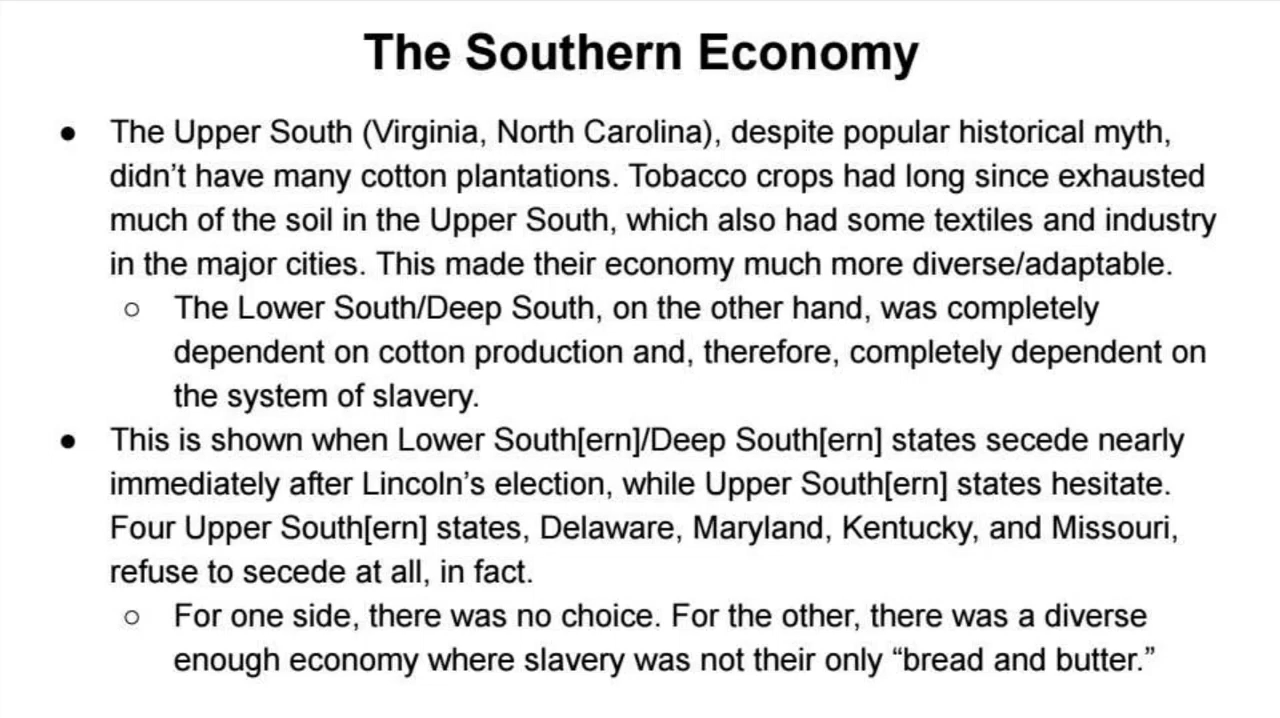 The Southern Economy
● The Upper South (Virginia, North Carolina), despite popular historical myth,
didn’t have many cotton plantations. Tobacco crops had long since exhausted
much of the soil in the Upper South, which also had some textiles and industry
in the major cities. This made their economy much more diverse/adaptable.
○ The Lower South/Deep South, on the other hand, was completely
dependent on cotton production and, therefore, completely dependent on
the system of slavery.
● This is shown when Lower South[ern]/Deep South[ern] states secede nearly
immediately after Lincoln’s election, while Upper South[ern] states hesitate.
Four Upper South[ern] states, Delaware, Maryland, Kentucky, and Missouri,
refuse to secede at all, in fact.
○ For one side, there was no choice. For the other, there was a diverse
enough economy where slavery was not their only “bread and butter.”